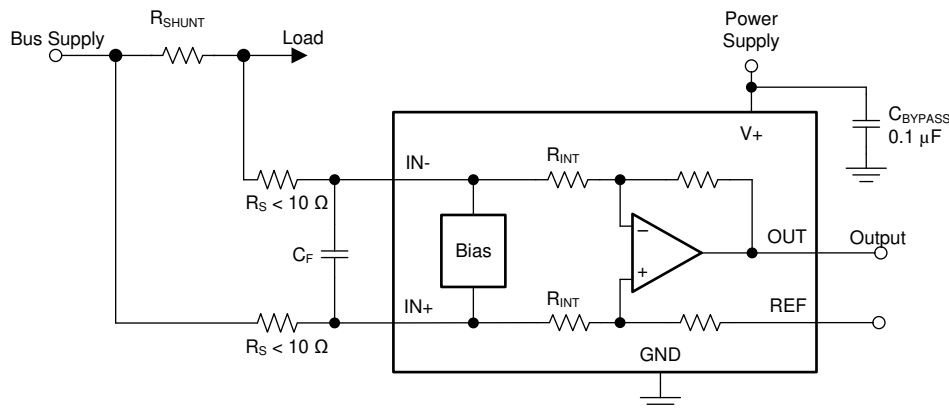 Power
Supply
R_SHUNT
Bus Supply
Load
C_BYPASS
0.1 µF
V+
IN-
R_INT
R_S < 10 Ω
C_F
Bias
–
+
OUT
Output
IN+
R_INT
REF
R_S < 10 Ω
GND